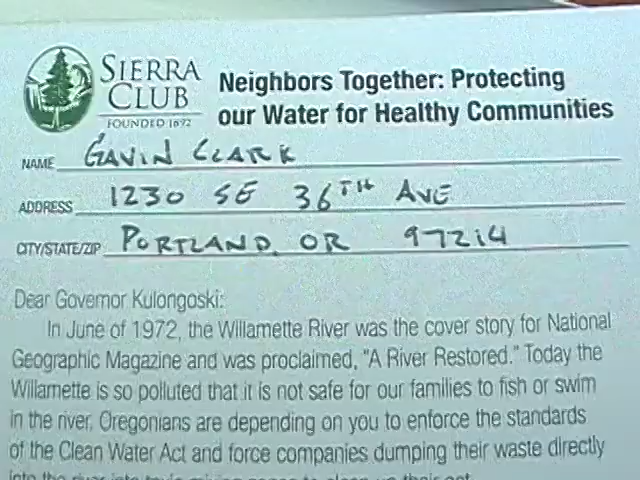 SIERRA
CLUB
FOUNDED 1892
Neighbors Together: Protecting
our Water for Healthy Communities
NAME GAVIN CLARK
ADDRESS 1230 SE 36TH AVE
CITY/STATE/ZIP PORTLAND, OR 97214
Dear Governor Kulongoski:
In June of 1972, the Willamette River was the cover story for National
Geographic Magazine and was proclaimed, "A River Restored." Today the
Willamette is so polluted that it is not safe for our families to fish or swim
in the river. Oregonians are depending on you to enforce the standards
of the Clean Water Act and force companies dumping their waste directly
into the river into